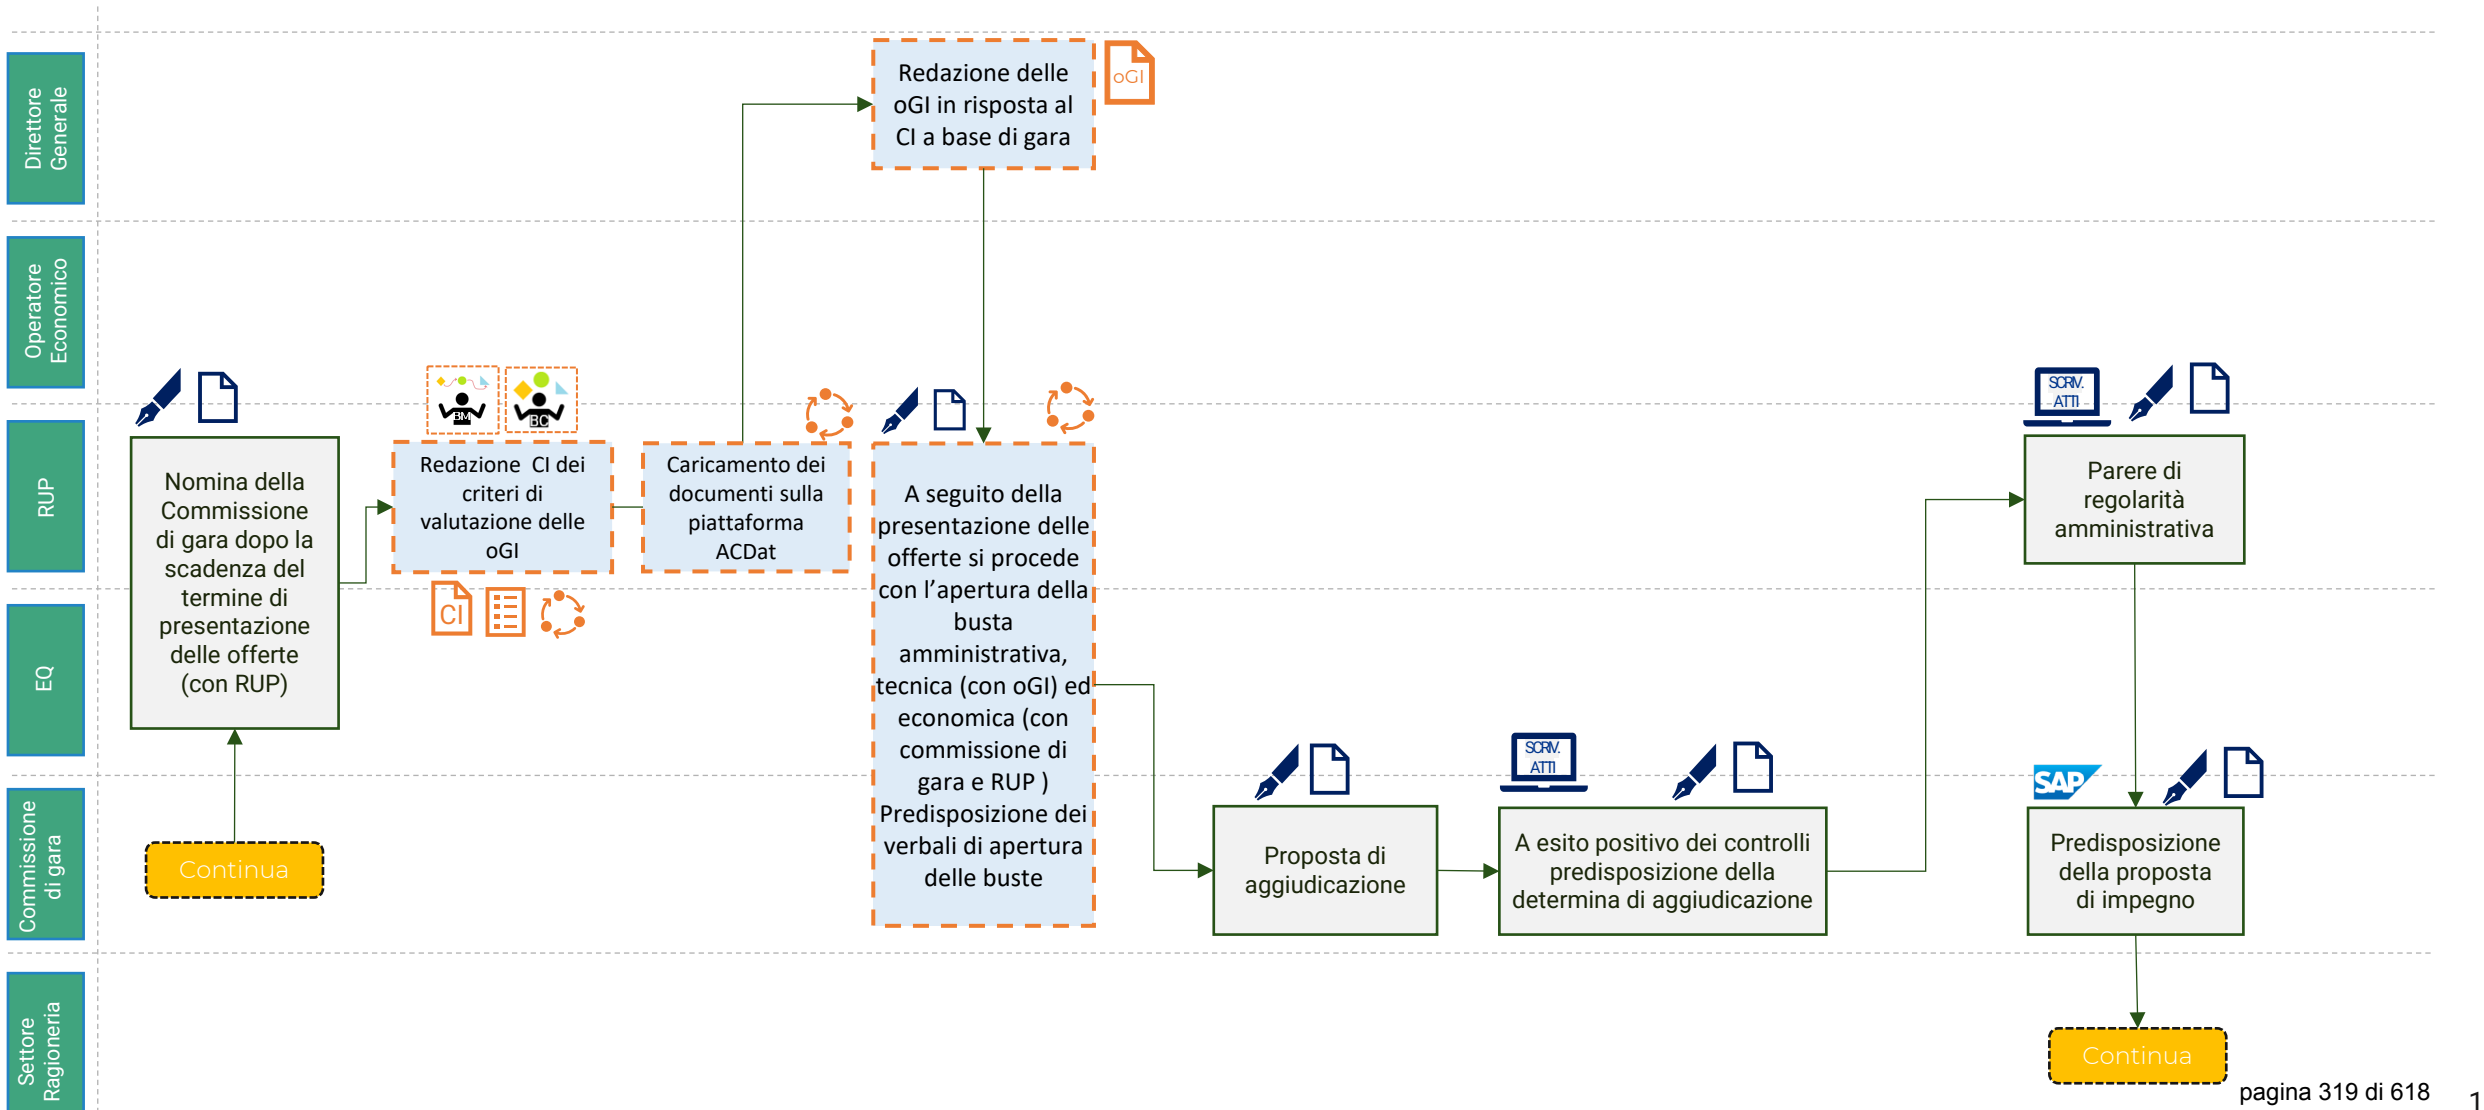 Direttore
Generale
Operatore
Economico
RUP
EQ
Commissione
di gara
Settore
Ragioneria
Redazione delle
oGI in risposta al
CI a base di gara
oGI
Nomina della
Commissione
di gara dopo la
scadenza del
termine di
presentazione
delle offerte
(con RUP)
Continua
BM
BC
Redazione  CI dei
criteri di
valutazione delle
oGI
CI
Caricamento dei
documenti sulla
piattaforma
ACDat
A seguito della
presentazione delle
offerte si procede
con l’apertura della
busta
amministrativa,
tecnica (con oGI) ed
economica (con
commissione di
gara e RUP )
Predisposizione dei
verbali di apertura
delle buste
Proposta di
aggiudicazione
SCRIV.
ATTI
A esito positivo dei controlli
predisposizione della
determina di aggiudicazione
SCRIV.
ATTI
Parere di
regolarità
amministrativa
SAP
Predisposizione
della proposta
di impegno
Continua
pagina 319 di 618
1